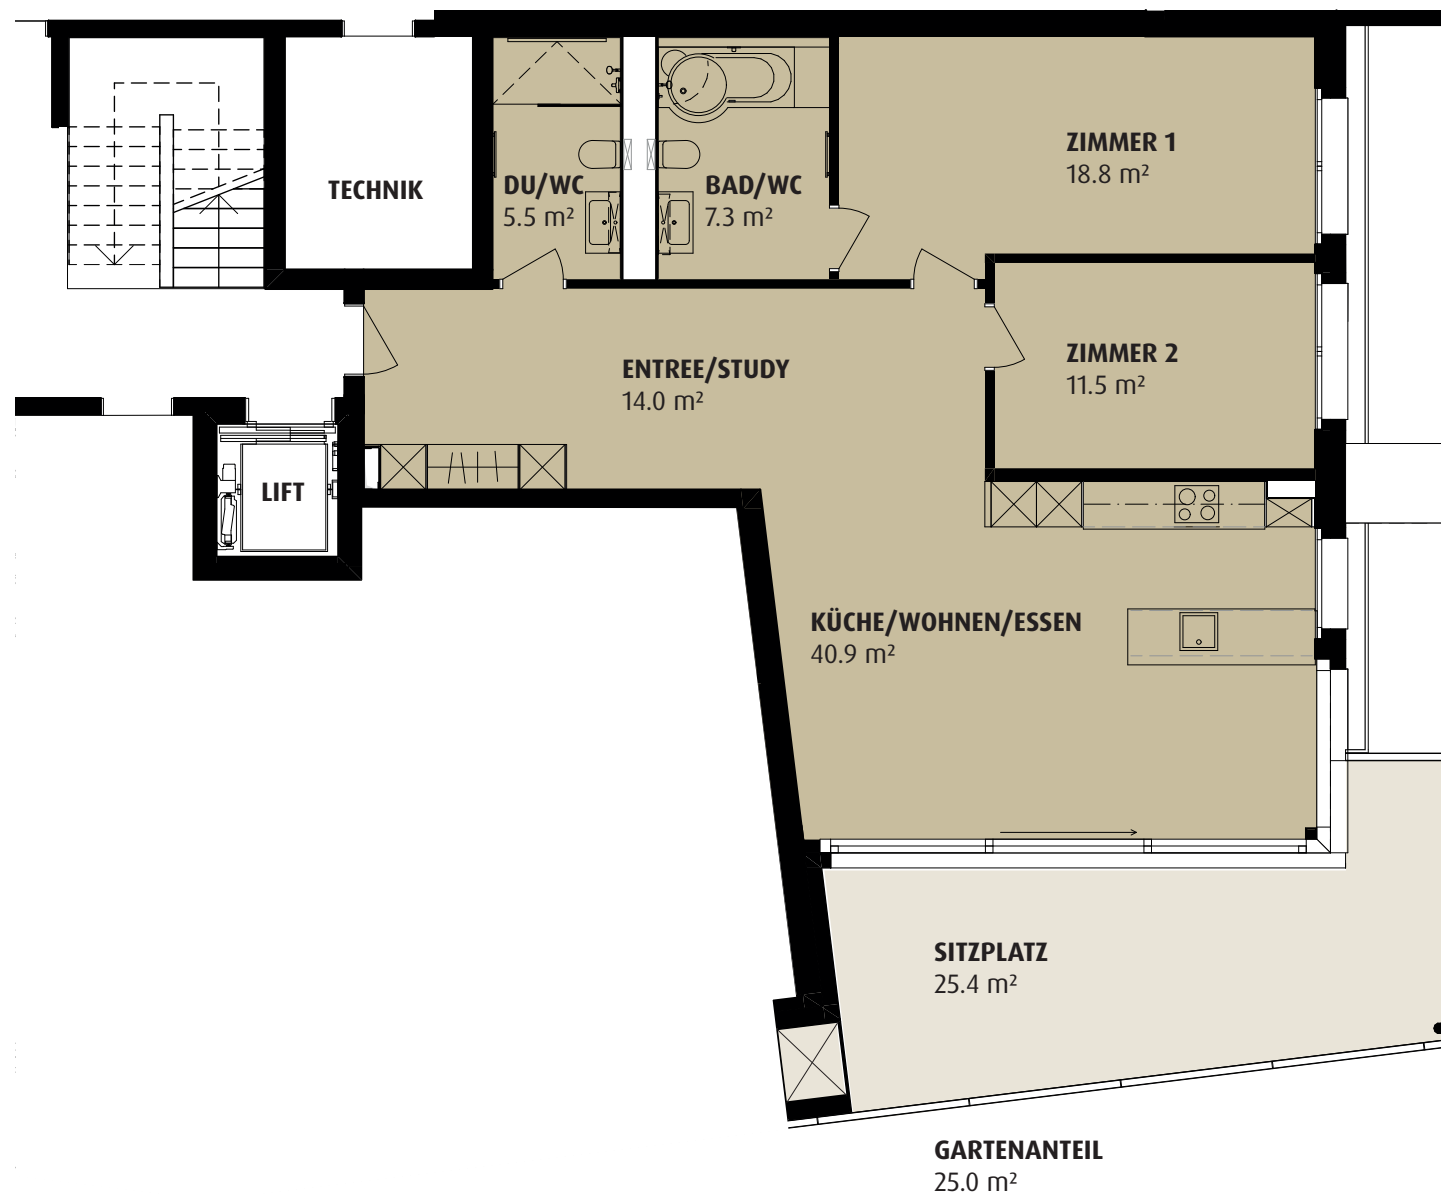 TECHNIK
DU/WC
5.5 m²
BAD/WC
7.3 m²
ZIMMER 1
18.8 m²
ENTREE/STUDY
14.0 m²
ZIMMER 2
11.5 m²
LIFT
KÜCHE/WOHNEN/ESSEN
40.9 m²
SITZPLATZ
25.4 m²
GARTENANTEIL
25.0 m²